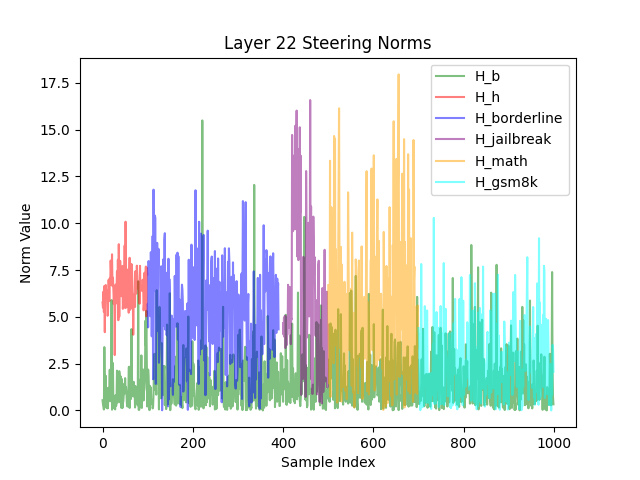 Layer 22 Steering Norms
H_b
H_h
H_borderline
H_jailbreak
H_math
H_gsm8k
17.5
15.0
12.5
10.0
7.5
5.0
2.5
0.0
Norm Value
0
200
400
600
800
1000
Sample Index